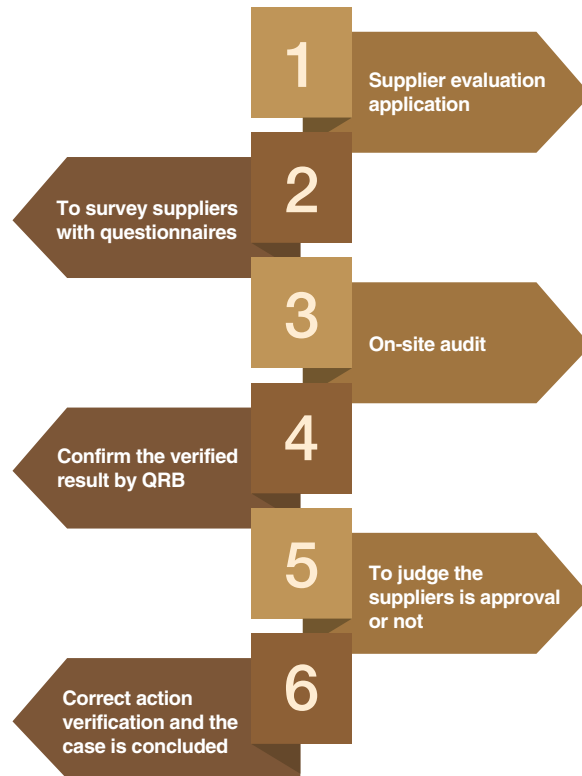 1
Supplier evaluation
application
2
To survey suppliers
with questionnaires
3
On-site audit
4
Confirm the verified
result by QRB
5
To judge the
suppliers is approval
or not
6
Correct action
verification and the
case is concluded